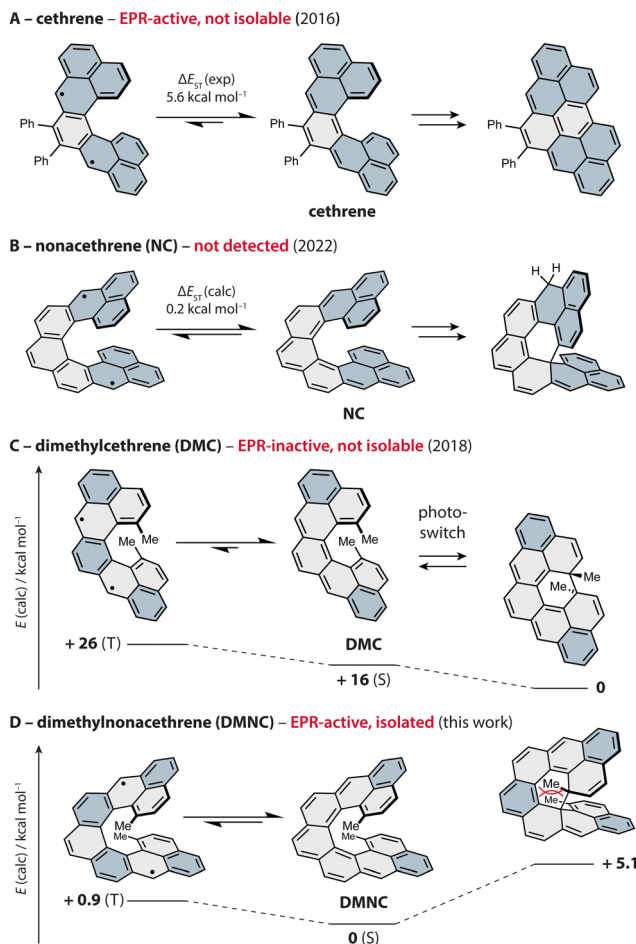 A – cethrene – EPR-active, not isolable (2016)
ΔE_ST (exp)
5.6 kcal mol⁻¹
Ph
Ph
Ph
Ph
Ph
Ph
cethrene
B – nonacethrene (NC) – not detected (2022)
ΔE_ST (calc)
0.2 kcal mol⁻¹
H
H
NC
C – dimethylcethrene (DMC) – EPR-inactive, not isolable (2018)
E (calc) / kcal mol⁻¹
Me
Me
Me
Me
photo-
switch
Me
Me
+ 26 (T)
DMC
+ 16 (S)
0
D – dimethylnonacethrene (DMNC) – EPR-active, isolated (this work)
E (calc) / kcal mol⁻¹
Me
Me
Me
Me
Me
Me
+ 0.9 (T)
DMNC
0 (S)
+ 5.1